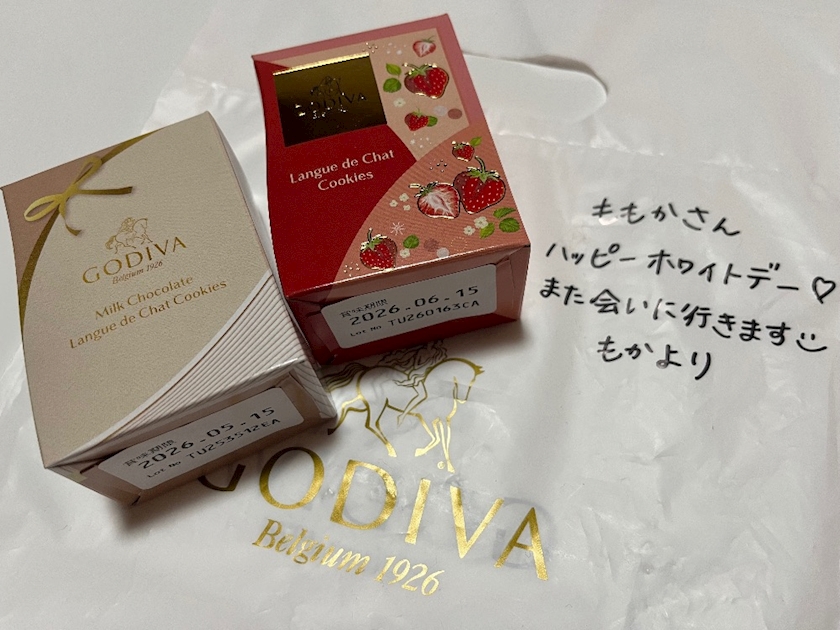 GODIVA
Belgium 1926
Milk Chocolate
Langue de Chat Cookies
賞味期限
2026.05.15
Lot No TU253512EA
GODIVA
Langue de Chat
Cookies
賞味期限
2026.06.15
Lot No TU260163CA
ももかさん
ハッピーホワイトデー♡
また会いに行きます
もかより
GODIVA
Belgium 1926